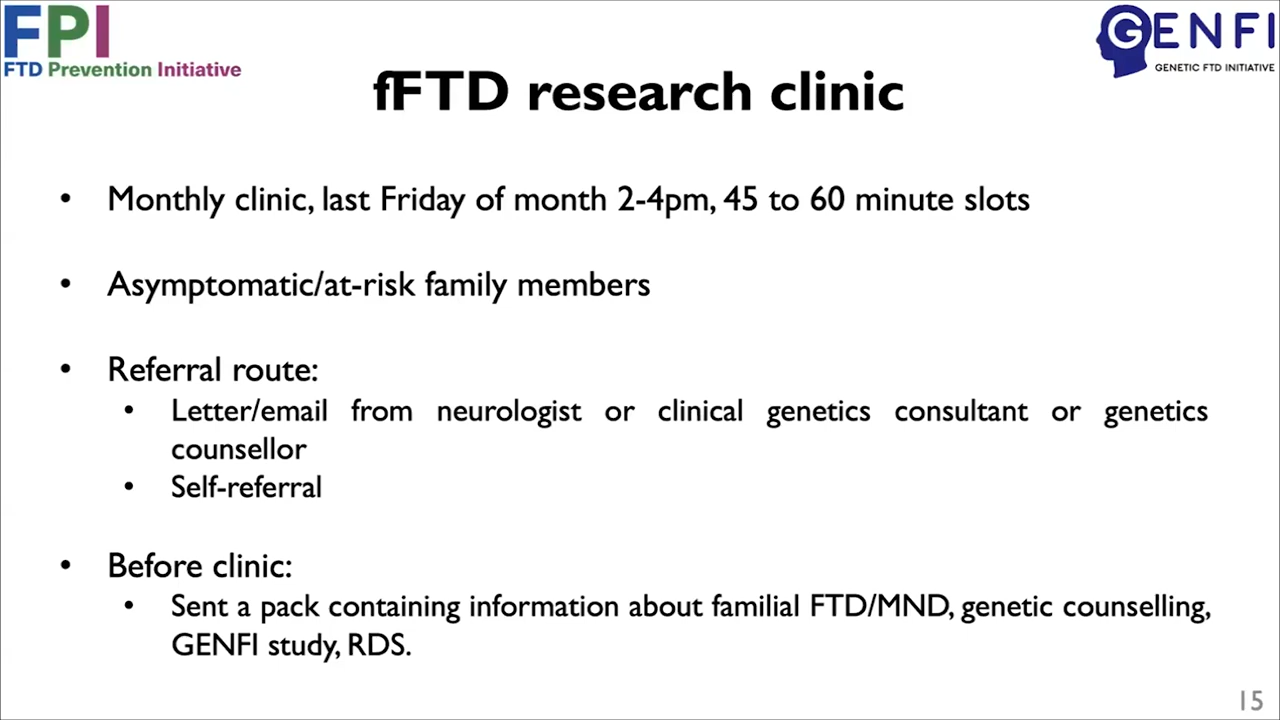 FPI
FTD Prevention Initiative
GENFI
GENETIC FTD INITIATIVE
fFTD research clinic
• Monthly clinic, last Friday of month 2-4pm, 45 to 60 minute slots
• Asymptomatic/at-risk family members
• Referral route:
• Letter/email from neurologist or clinical genetics consultant or genetics
counsellor
• Self-referral
• Before clinic:
• Sent a pack containing information about familial FTD/MND, genetic counselling,
GENFI study, RDS.
15